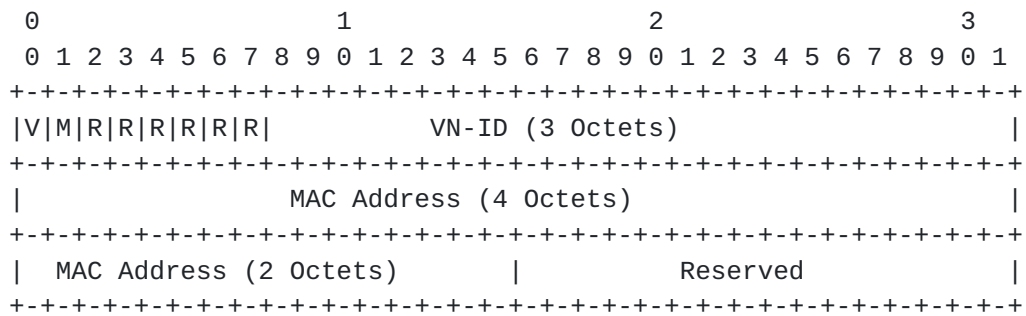 0                   1                   2                   3
 0 1 2 3 4 5 6 7 8 9 0 1 2 3 4 5 6 7 8 9 0 1 2 3 4 5 6 7 8 9 0 1
+-+-+-+-+-+-+-+-+-+-+-+-+-+-+-+-+-+-+-+-+-+-+-+-+-+-+-+-+-+-+-+-+
|V|M|R|R|R|R|R|R|          VN-ID (3 Octets)                     |
+-+-+-+-+-+-+-+-+-+-+-+-+-+-+-+-+-+-+-+-+-+-+-+-+-+-+-+-+-+-+-+-+
|                 MAC Address (4 Octets)                        |
+-+-+-+-+-+-+-+-+-+-+-+-+-+-+-+-+-+-+-+-+-+-+-+-+-+-+-+-+-+-+-+-+
|  MAC Address (2 Octets)       |          Reserved             |
+-+-+-+-+-+-+-+-+-+-+-+-+-+-+-+-+-+-+-+-+-+-+-+-+-+-+-+-+-+-+-+-+